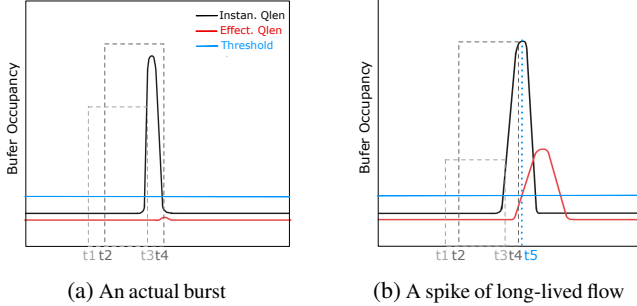 Instan. Qlen
Effect. Qlen
Threshold
Bufer Occupancy
t1 t2 t3 t4
(a) An actual burst
Bufer Occupancy
t1 t2 t3 t4 t5
(b) A spike of long-lived flow